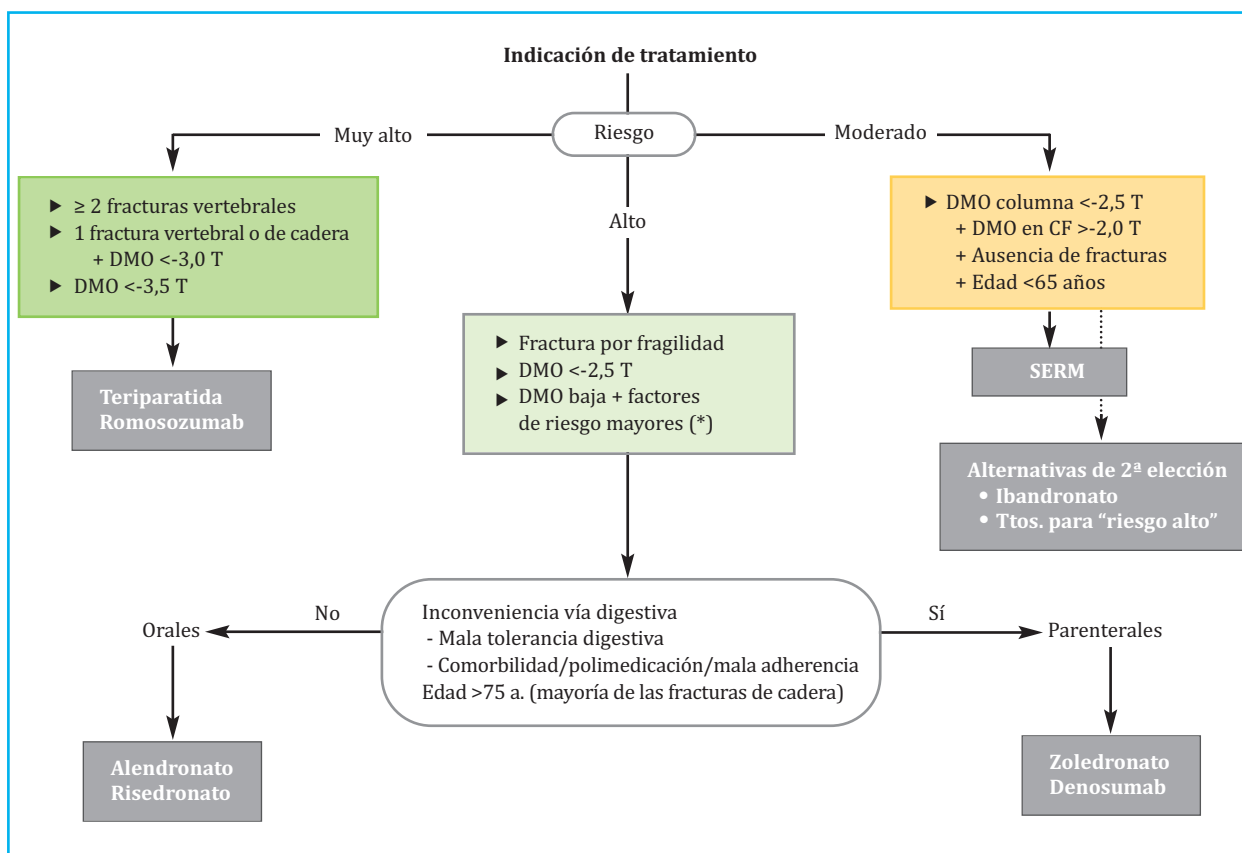 Indicación de tratamiento
Riesgo
Muy alto
Moderado
Alto
▶ ≥ 2 fracturas vertebrales
▶ 1 fractura vertebral o de cadera
+ DMO <-3,0 T
▶ DMO <-3,5 T
Teriparatida
Romosozumab
▶ DMO columna <-2,5 T
+ DMO en CF >-2,0 T
+ Ausencia de fracturas
+ Edad <65 años
SERM
Alternativas de 2ª elección
• Ibandronato
• Ttos. para “riesgo alto”
▶ Fractura por fragilidad
▶ DMO <-2,5 T
▶ DMO baja + factores
de riesgo mayores (*)
Inconveniencia vía digestiva
- Mala tolerancia digestiva
- Comorbilidad/polimedicación/mala adherencia
Edad >75 a. (mayoría de las fracturas de cadera)
No
Orales
Alendronato
Risedronato
Sí
Parenterales
Zoledronato
Denosumab